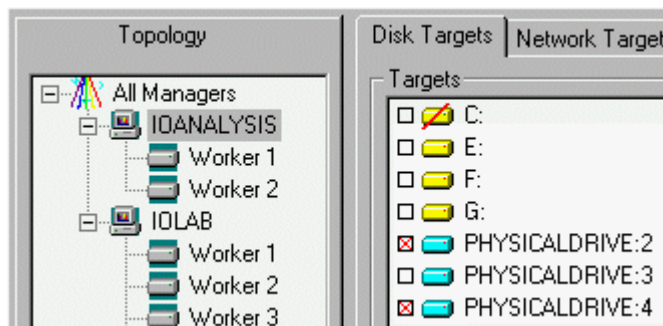 Topology
All Managers
IOANALYSIS
Worker 1
Worker 2
IOLAB
Worker 1
Worker 2
Worker 3
Disk Targets
Network Target
Targets
C:
E:
F:
G:
PHYSICALDRIVE:2
PHYSICALDRIVE:3
PHYSICALDRIVE:4